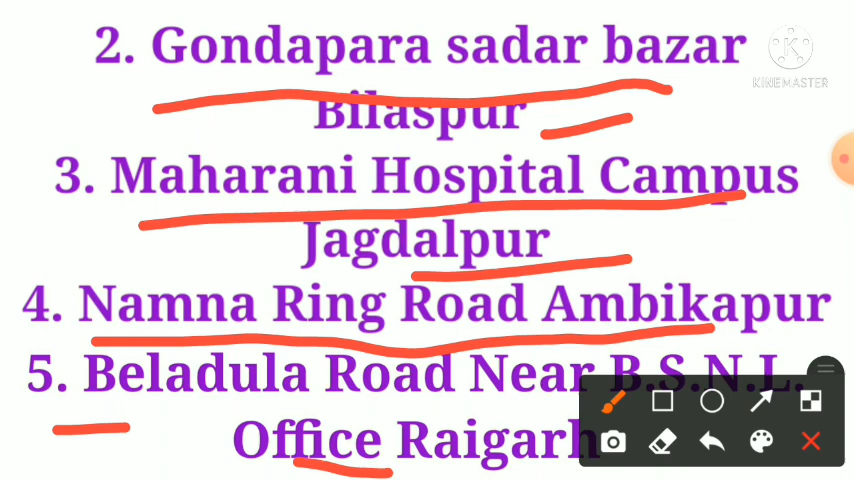 2. Gondapara sadar bazar
KINEMASTER
Bilaspur
3. Maharani Hospital Campus
Jagdalpur
4. Namna Ring Road Ambikapur
5. Beladula Road Near B.S.N.L.
Office Raigarh